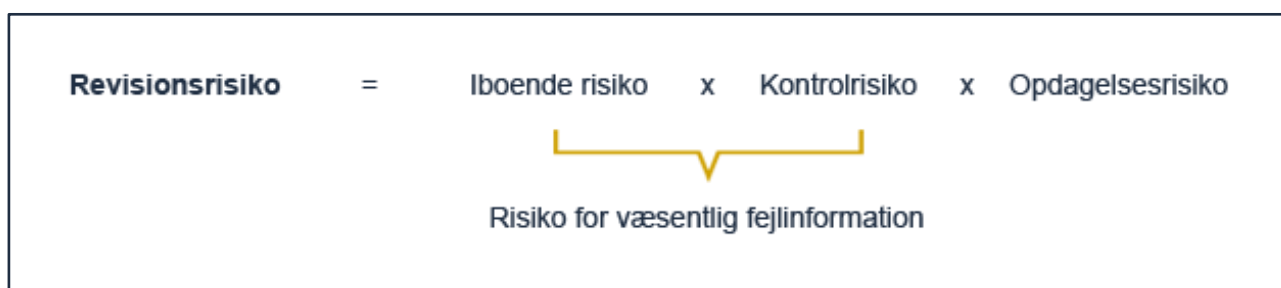 Revisionsrisiko = Iboende risiko x Kontrolrisiko x Opdagelsesrisiko
Risiko for væsentlig fejlinformation